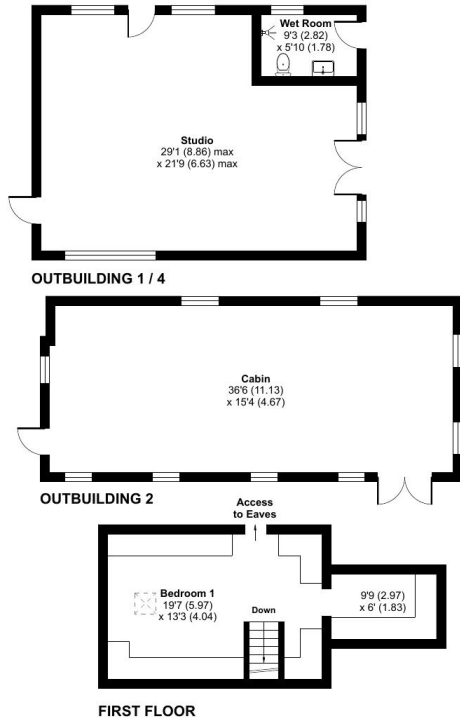 Wet Room
9'3 (2.82)
x 5'10 (1.78)
Studio
29'1 (8.86) max
x 21'9 (6.63) max
OUTBUILDING 1 / 4
Cabin
36'6 (11.13)
x 15'4 (4.67)
OUTBUILDING 2
Access
to Eaves
Bedroom 1
19'7 (5.97)
x 13'3 (4.04)
Down
9'9 (2.97)
x 6' (1.83)
FIRST FLOOR